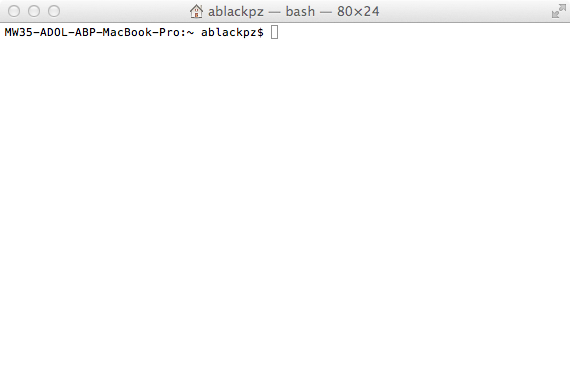 ablackpz — bash — 80×24
MW35-ADOL-ABP-MacBook-Pro:~ ablackpz$